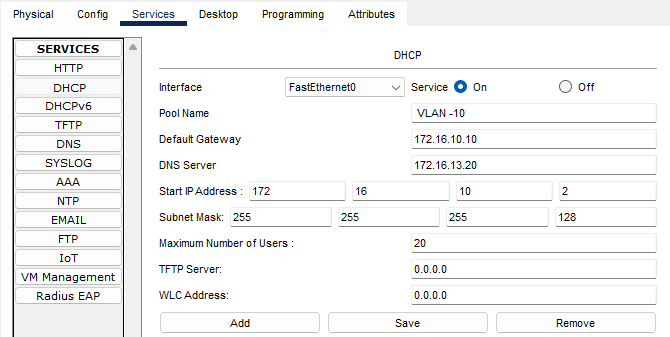 Physical Config Services Desktop Programming Attributes
SERVICES
HTTP
DHCP
DHCPv6
TFTP
DNS
SYSLOG
AAA
NTP
EMAIL
FTP
IoT
VM Management
Radius EAP
DHCP
Interface FastEthernet0 Service On Off
Pool Name VLAN -10
Default Gateway 172.16.10.10
DNS Server 172.16.13.20
Start IP Address : 172 16 10 2
Subnet Mask: 255 255 255 128
Maximum Number of Users : 20
TFTP Server: 0.0.0.0
WLC Address: 0.0.0.0
Add Save Remove